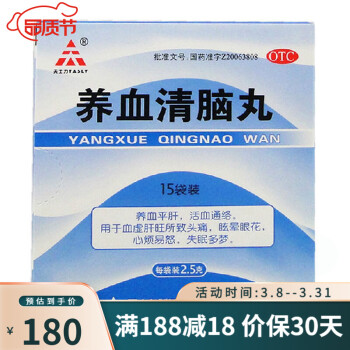 品质节
®
天士力TASLY
批准文号:国药准字Z20063808
OTC
养血清脑丸
YANGXUE QINGNAO WAN
15袋装
养血平肝,活血通络。
用于血虚肝旺所致头痛,眩晕眼花,
心烦易怒,失眠多梦。
每袋装2.5克
预估到手价
¥180
活动时间:3.8--3.31
满188减18 价保30天